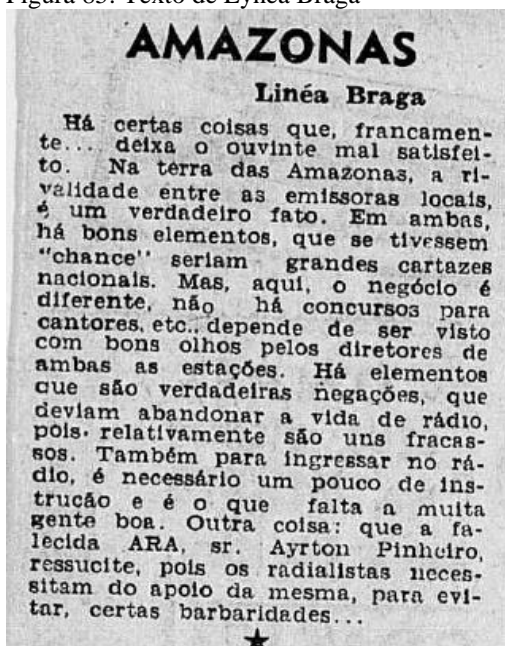 Figura 83: Texto de Lynéa Braga
AMAZONAS
Linéa Braga
Há certas coisas que, francamen-
te... deixa o ouvinte mal satisfei-
to. Na terra das Amazonas, a ri-
validade entre as emissoras locais,
é um verdadeiro fato. Em ambas,
há bons elementos, que se tivessem
"chance" seriam grandes cartazes
nacionais. Mas, aqui, o negócio é
diferente, não há concursos para
cantores, etc., depende de ser visto
com bons olhos pelos diretores de
ambas as estações. Há elementos
que são verdadeiras negações, que
deviam abandonar a vida de rádio,
pois. relativamente são uns fracas-
sos. Também para ingressar no rá-
dio, é necessário um pouco de ins-
trução e é o que falta a muita
gente boa. Outra coisa: que a fa-
lecida ARA, sr. Ayrton Pinheiro,
ressucite, pois os radialistas neces-
sitam do apoio da mesma, para evi-
tar, certas barbaridades...